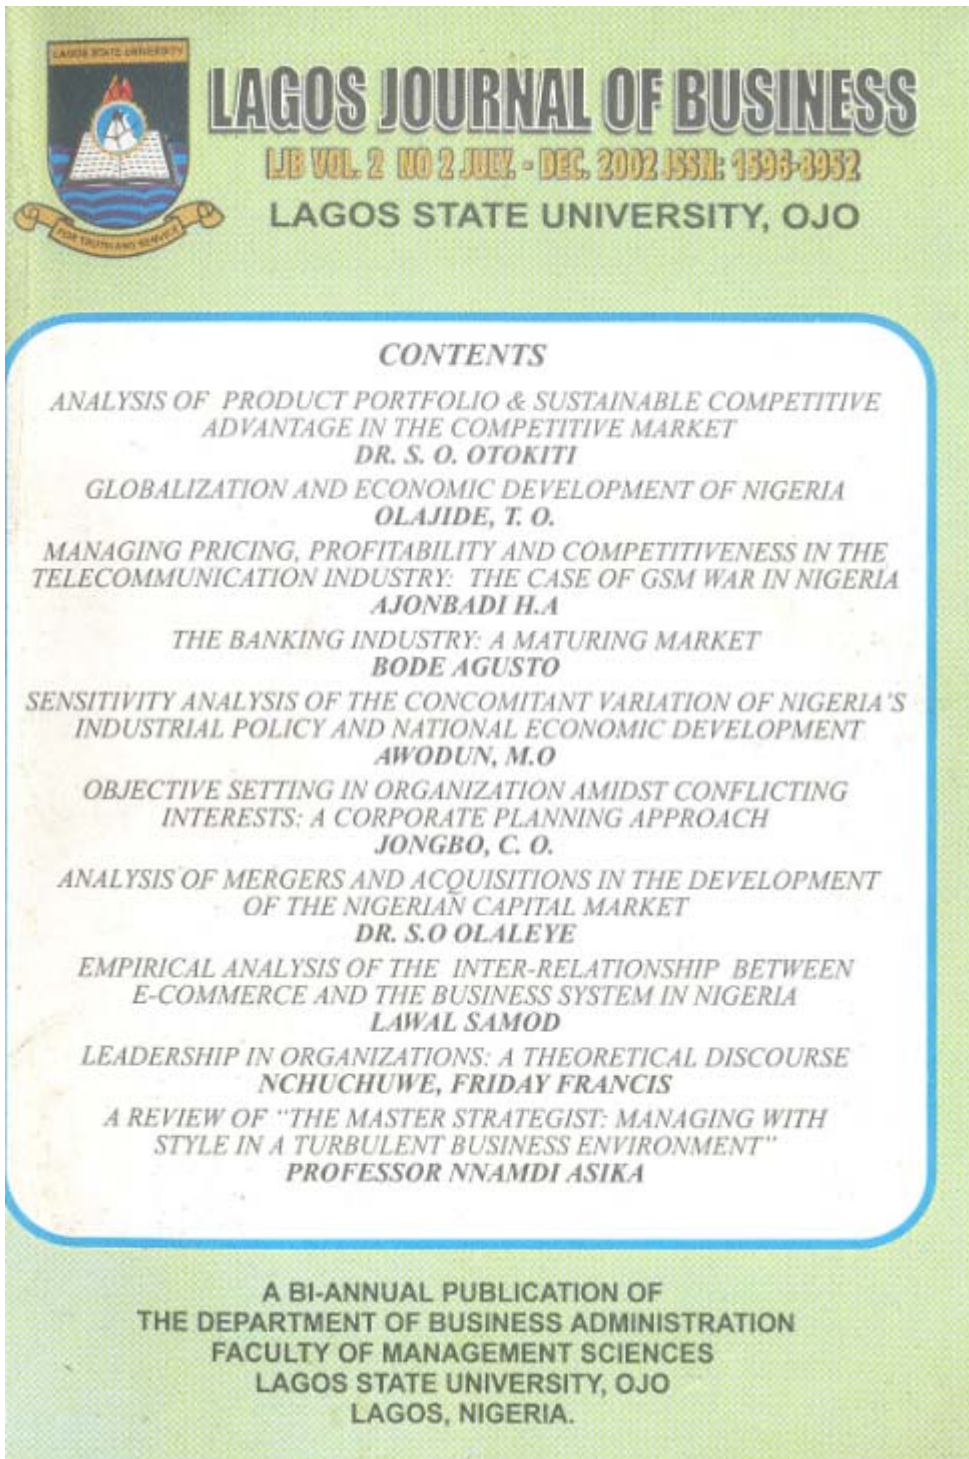 LAGOS STATE UNIVERSITY
LAGOS JOURNAL OF BUSINESS
LJB VOL. 2 NO 2 JULY. - DEC. 2002 ISSN: 1596-8952
FOR TRUTH AND SERVICE
LAGOS STATE UNIVERSITY, OJO
CONTENTS
ANALYSIS OF PRODUCT PORTFOLIO & SUSTAINABLE COMPETITIVE
ADVANTAGE IN THE COMPETITIVE MARKET
DR. S. O. OTOKITI
GLOBALIZATION AND ECONOMIC DEVELOPMENT OF NIGERIA
OLAJIDE, T. O.
MANAGING PRICING, PROFITABILITY AND COMPETITIVENESS IN THE
TELECOMMUNICATION INDUSTRY: THE CASE OF GSM WAR IN NIGERIA
AJONBADI H.A
THE BANKING INDUSTRY: A MATURING MARKET
BODE AGUSTO
SENSITIVITY ANALYSIS OF THE CONCOMITANT VARIATION OF NIGERIA'S
INDUSTRIAL POLICY AND NATIONAL ECONOMIC DEVELOPMENT
AWODUN, M.O
OBJECTIVE SETTING IN ORGANIZATION AMIDST CONFLICTING
INTERESTS: A CORPORATE PLANNING APPROACH
JONGBO, C. O.
ANALYSIS OF MERGERS AND ACQUISITIONS IN THE DEVELOPMENT
OF THE NIGERIAN CAPITAL MARKET
DR. S.O OLALEYE
EMPIRICAL ANALYSIS OF THE INTER-RELATIONSHIP BETWEEN
E-COMMERCE AND THE BUSINESS SYSTEM IN NIGERIA
LAWAL SAMOD
LEADERSHIP IN ORGANIZATIONS: A THEORETICAL DISCOURSE
NCHUCHUWE, FRIDAY FRANCIS
A REVIEW OF "THE MASTER STRATEGIST: MANAGING WITH
STYLE IN A TURBULENT BUSINESS ENVIRONMENT"
PROFESSOR NNAMDI ASIKA
A BI-ANNUAL PUBLICATION OF
THE DEPARTMENT OF BUSINESS ADMINISTRATION
FACULTY OF MANAGEMENT SCIENCES
LAGOS STATE UNIVERSITY, OJO
LAGOS, NIGERIA.